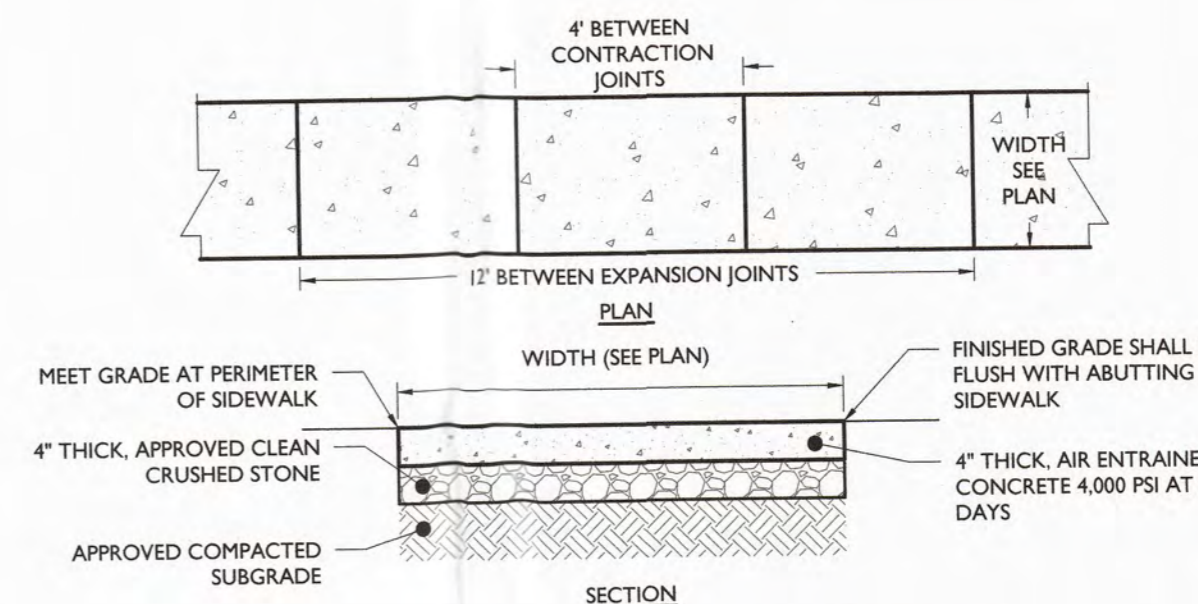 4' BETWEEN
CONTRACTION
JOINTS
WIDTH
SEE
PLAN
12' BETWEEN EXPANSION JOINTS
PLAN
WIDTH (SEE PLAN)
MEET GRADE AT PERIMETER
OF SIDEWALK
FINISHED GRADE SHALL
FLUSH WITH ABUTTING
SIDEWALK
4" THICK, APPROVED CLEAN
CRUSHED STONE
4" THICK, AIR ENTRAINE
CONCRETE 4,000 PSI AT
DAYS
APPROVED COMPACTED
SUBGRADE
SECTION